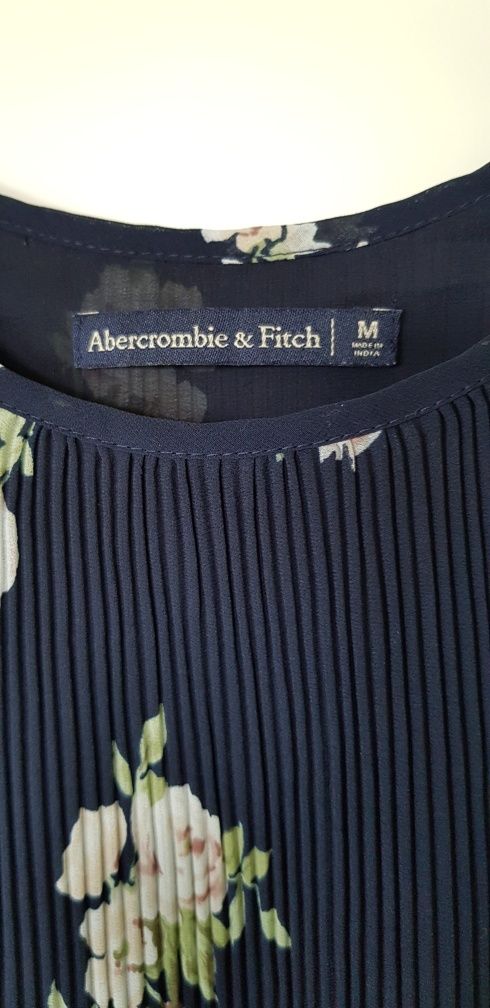 Abercrombie & Fitch
M
MADE IN
INDIA